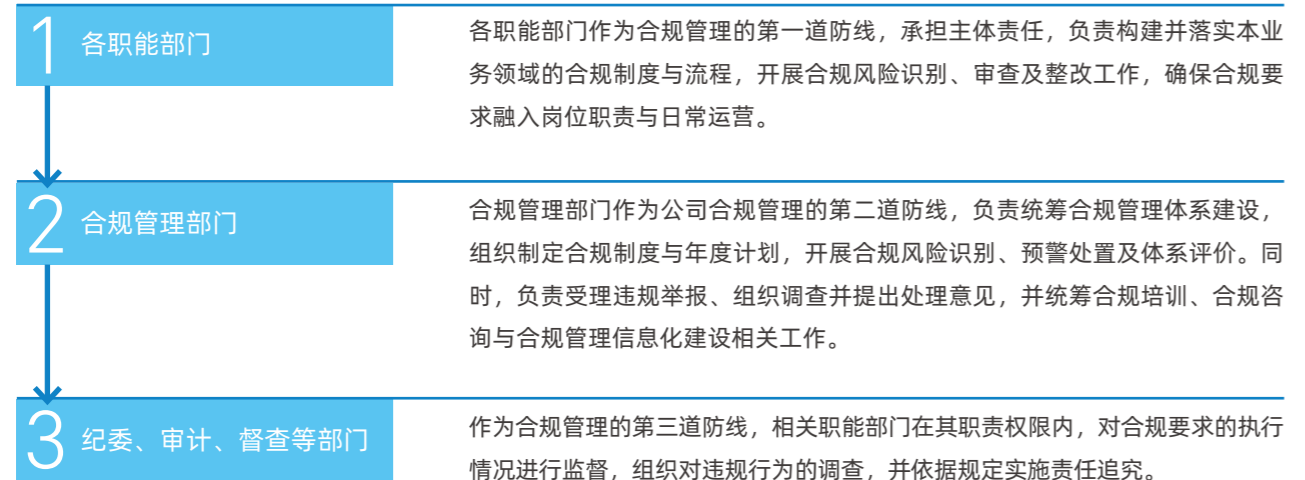 1
各职能部门
各职能部门作为合规管理的第一道防线，承担主体责任，负责构建并落实本业
务领域的合规制度与流程，开展合规风险识别、审查及整改工作，确保合规要
求融入岗位职责与日常运营。
2
合规管理部门
合规管理部门作为公司合规管理的第二道防线，负责统筹合规管理体系建设，
组织制定合规制度与年度计划，开展合规风险识别、预警处置及体系评价。同
时，负责受理违规举报、组织调查并提出处理意见，并统筹合规培训、合规咨
询与合规管理信息化建设相关工作。
3
纪委、审计、督查等部门
作为合规管理的第三道防线，相关职能部门在其职责权限内，对合规要求的执行
情况进行监督，组织对违规行为的调查，并依据规定实施责任追究。